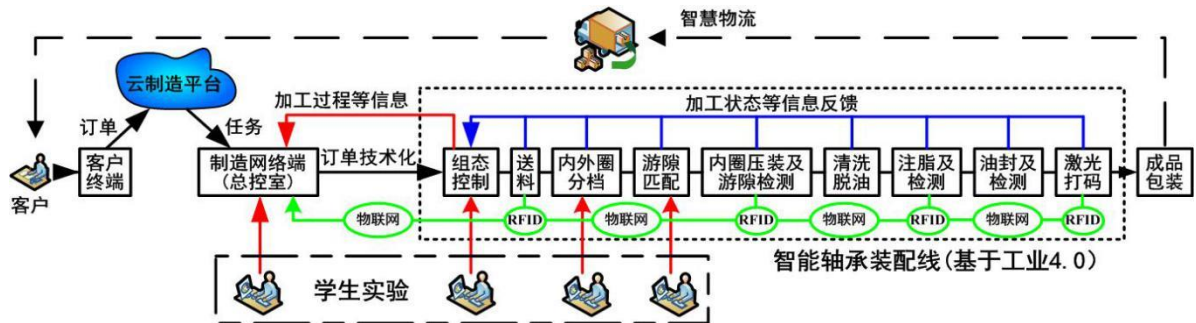 智慧物流
云制造平台
订单
任务
加工过程等信息
加工状态等信息反馈
客户
客户
终端
制造网络端
(总控室)
订单技术化
组态
控制
送
料
内外圈
分档
游隙
匹配
内圈压装及
游隙检测
清洗
脱油
注脂及
检测
油封及
检测
激光
打码
成品
包装
物联网
RFID
物联网
RFID
物联网
RFID
物联网
RFID
智能轴承装配线(基于工业4.0)
学生实验